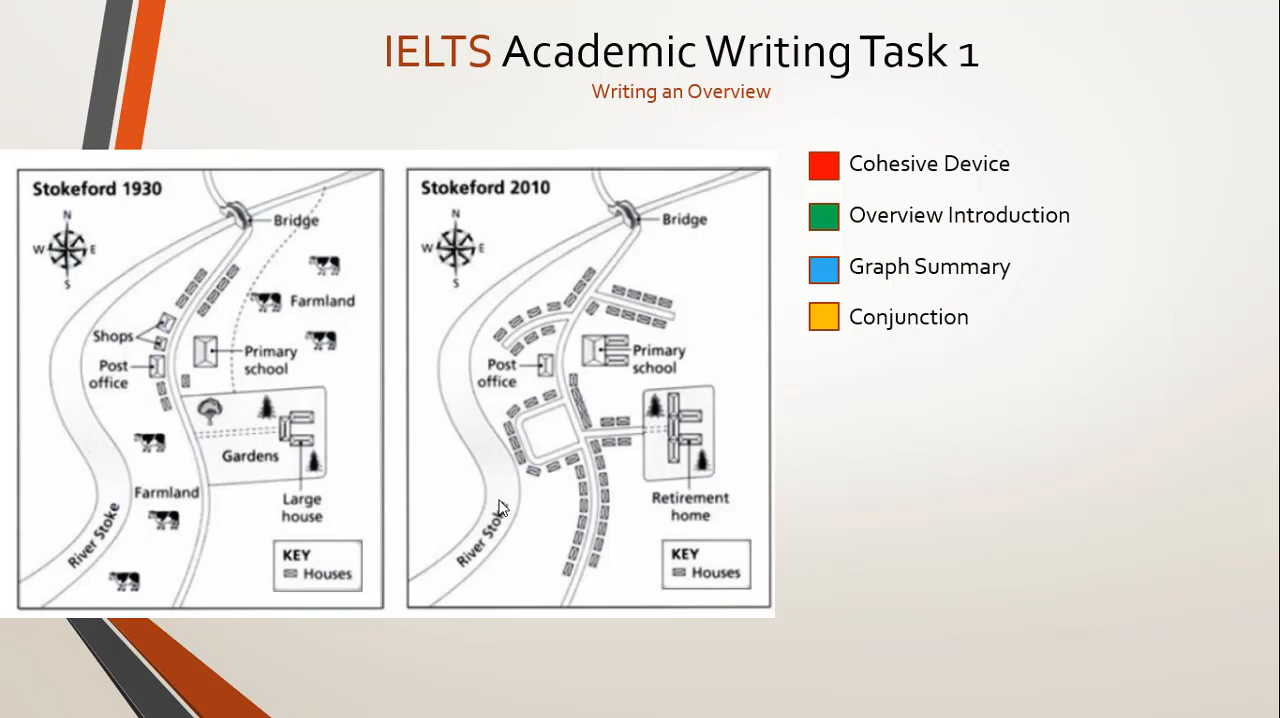 IELTS Academic Writing Task 1
Writing an Overview
Cohesive Device
Overview Introduction
Graph Summary
Conjunction
Stokeford 1930
N
W E
S
Bridge
Farmland
Shops
Post
office
Primary
school
Gardens
Farmland
Large
house
River Stoke
KEY
Houses
Stokeford 2010
N
W E
S
Bridge
Post
office
Primary
school
Retirement
home
River Stoke
KEY
Houses